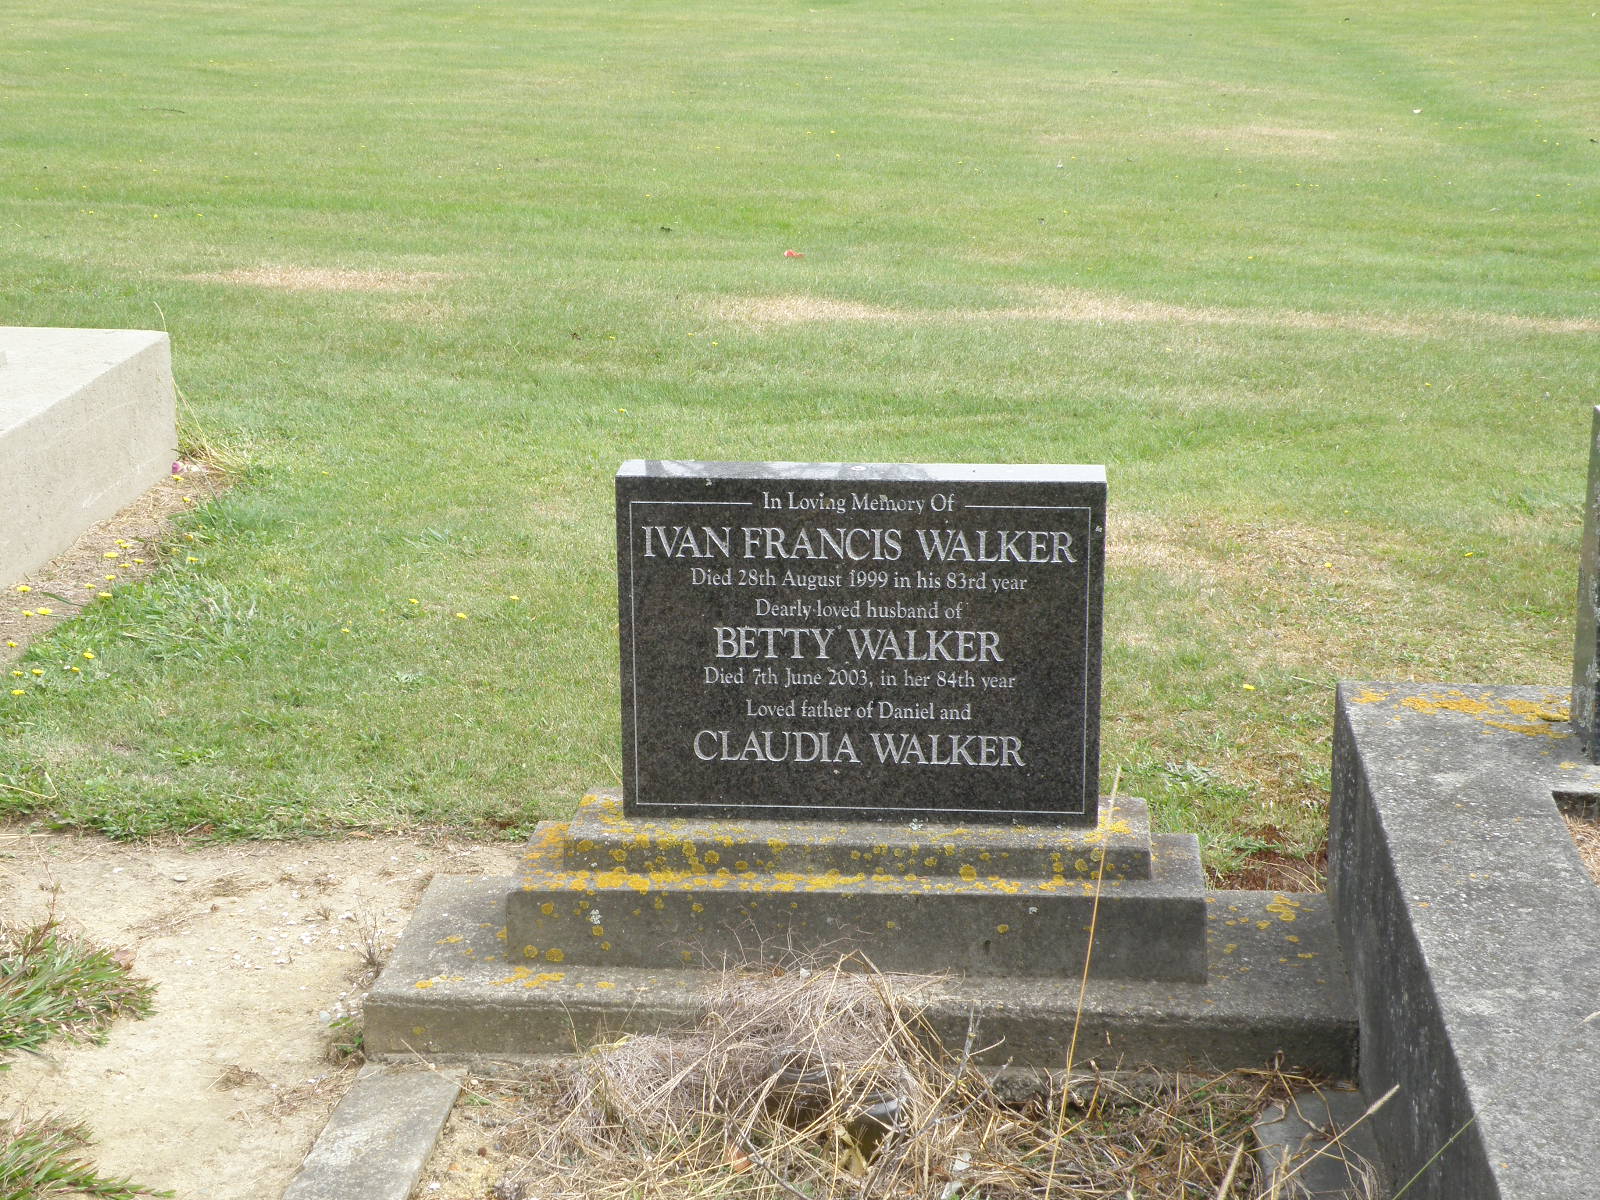 In Loving Memory Of
IVAN FRANCIS WALKER
Died 28th August 1999 in his 83rd year
Dearly loved husband of
BETTY WALKER
Died 7th June 2003, in her 84th year
Loved father of Daniel and
CLAUDIA WALKER